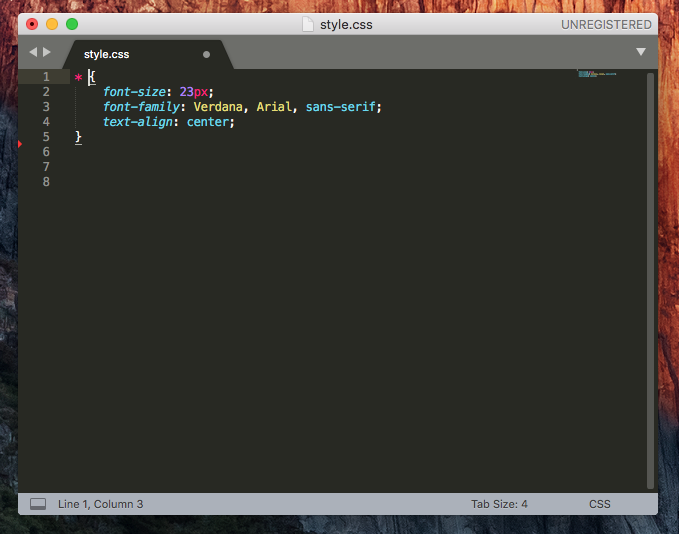 style.css
UNREGISTERED
style.css
1 * {
2 font-size: 23px;
3 font-family: Verdana, Arial, sans-serif;
4 text-align: center;
5 }
6
7
8
Line 1, Column 3
Tab Size: 4
CSS